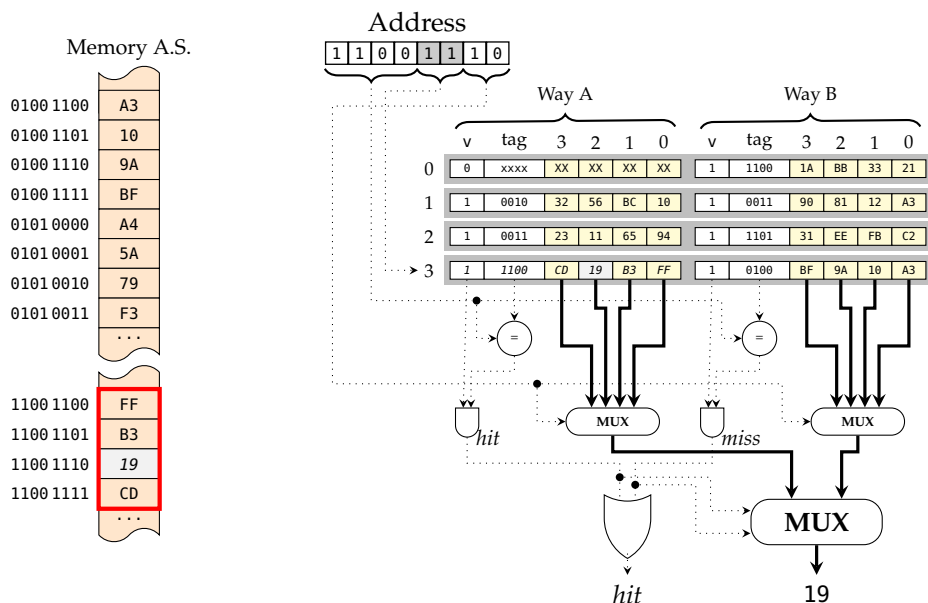 Address
Memory A.S.
1 1 0 0 1 1 1 0
Way A Way B
v tag 3 2 1 0 v tag 3 2 1 0
0 0 xxxx XX XX XX XX 1 1100 1A BB 33 21
1 1 0010 32 56 BC 10 1 0011 90 81 12 A3
2 1 0011 23 11 65 94 1 1101 31 EE FB C2
3 1 1100 CD 19 B3 FF 1 0100 BF 9A 10 A3
0100 1100 A3
0100 1101 10
0100 1110 9A
0100 1111 BF
0101 0000 A4
0101 0001 5A
0101 0010 79
0101 0011 F3
...
1100 1100 FF
1100 1101 B3
1100 1110 19
1100 1111 CD
...
= =
MUX MUX
hit miss
MUX
hit 19